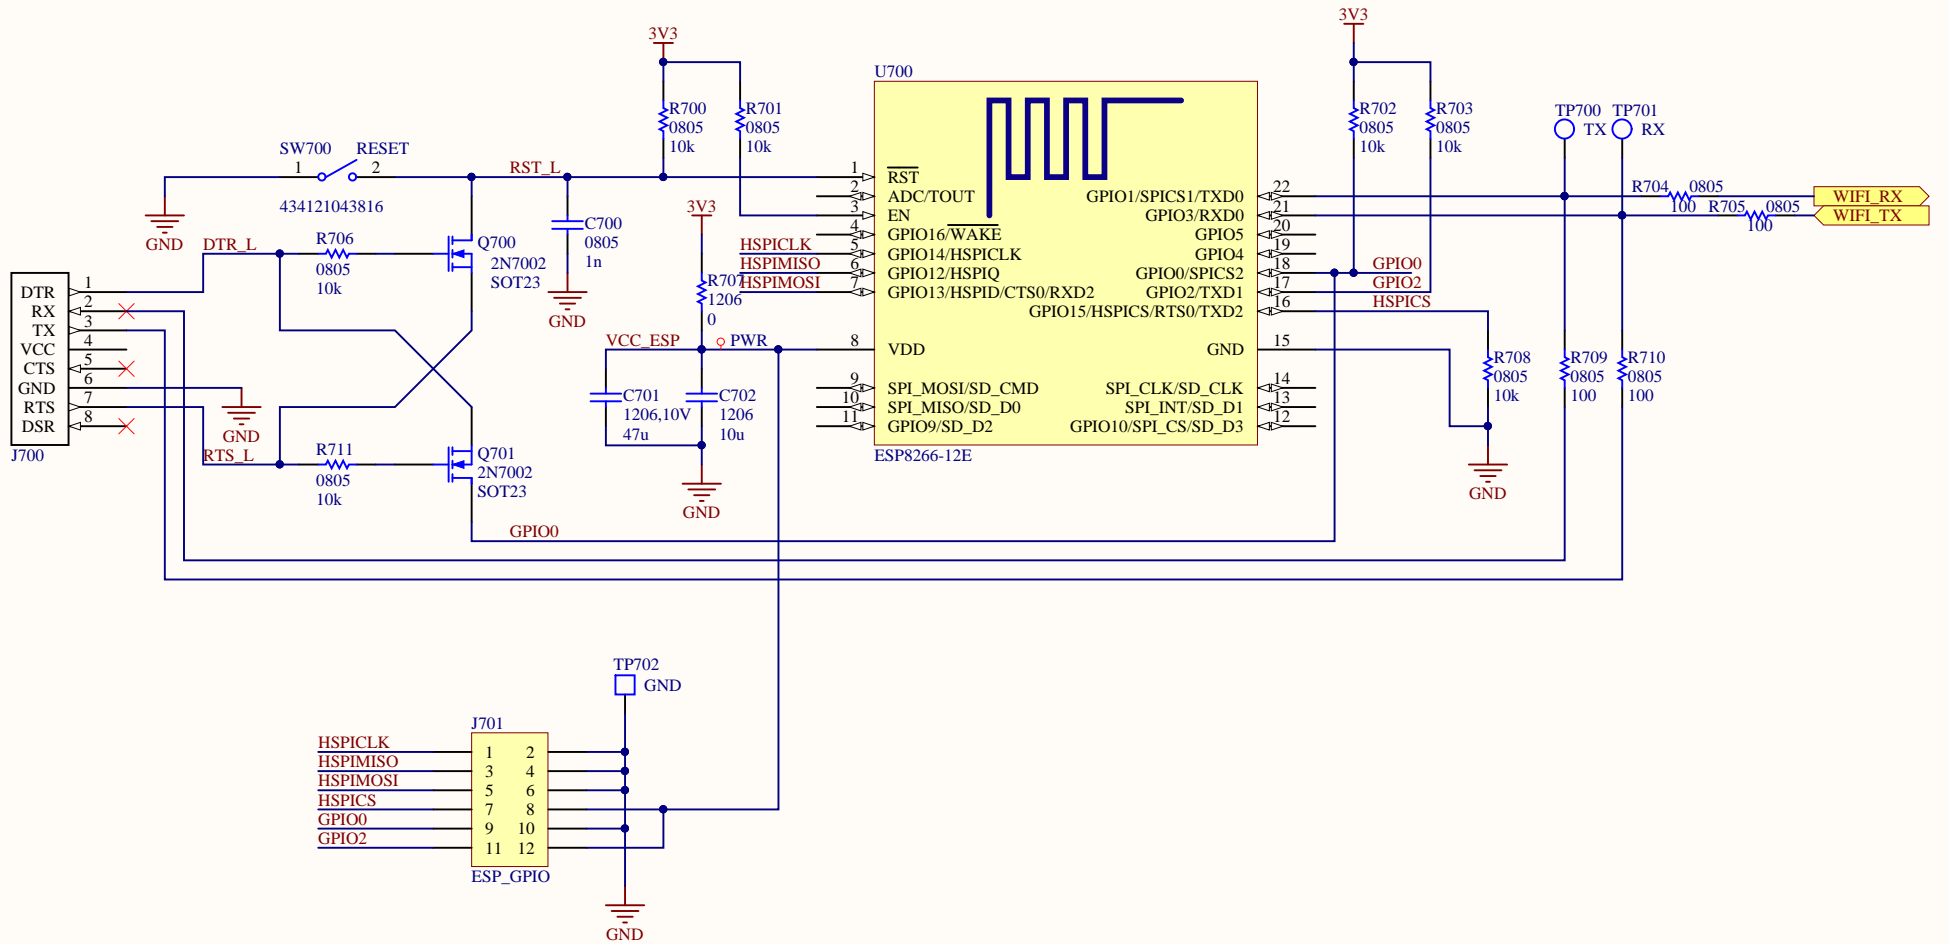 3V3
3V3
U700
R700
0805
10k
R701
0805
10k
R702
0805
10k
R703
0805
10k
TP700
TX
TP701
RX
SW700
RESET
1
2
434121043816
GND
RST_L
C700
0805
1n
GND
1 RST
2 ADC/TOUT
3 EN
4 GPIO16/WAKE
5 GPIO14/HSPICLK
6 GPIO12/HSPIQ
7 GPIO13/HSPID/CTS0/RXD2
8 VDD
9 SPI_MOSI/SD_CMD
10 SPI_MISO/SD_D0
11 GPIO9/SD_D2
GPIO1/SPICS1/TXD0 22
GPIO3/RXD0 21
GPIO5 20
GPIO4 19
GPIO0/SPICS2 18
GPIO2/TXD1 17
GPIO15/HSPICS/RTS0/TXD2 16
GND 15
SPI_CLK/SD_CLK 14
SPI_INT/SD_D1 13
GPIO10/SPI_CS/SD_D3 12
ESP8266-12E
HSPICLK
HSPIMISO
HSPIMOSI
GPIO0
GPIO2
HSPICS
R704 0805
100
WIFI_RX
R705 0805
100
WIFI_TX
3V3
R707
1206
0
VCC_ESP
PWR
C701
1206,10V
47u
C702
1206
10u
GND
R708
0805
10k
GND
R709
0805
100
R710
0805
100
DTR_L
R706
0805
10k
Q700
2N7002
SOT23
DTR 1
RX 2
TX 3
VCC 4
CTS 5
GND 6
RTS 7
DSR 8
J700
GND
RTS_L
R711
0805
10k
Q701
2N7002
SOT23
GPIO0
TP702
GND
J701
HSPICLK 1 2
HSPIMISO 3 4
HSPIMOSI 5 6
HSPICS 7 8
GPIO0 9 10
GPIO2 11 12
ESP_GPIO
GND